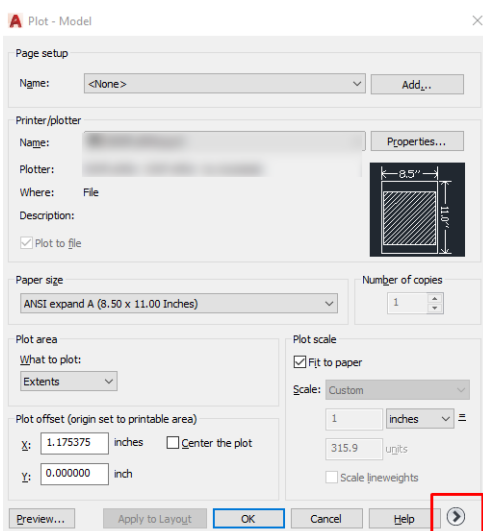 A Plot - Model
Page setup
Name: <None> Add...
Printer/plotter
Name: Properties...
Plotter:
Where: File
Description:
Plot to file
8.5"
11.0"
Paper size
ANSI expand A (8.50 x 11.00 Inches)
Number of copies
1
Plot area
What to plot:
Extents
Plot offset (origin set to printable area)
X: 1.175375 inches Center the plot
Y: 0.000000 inch
Plot scale
Fit to paper
Scale: Custom
1 inches =
315.9 units
Scale lineweights
Preview... Apply to Layout OK Cancel Help